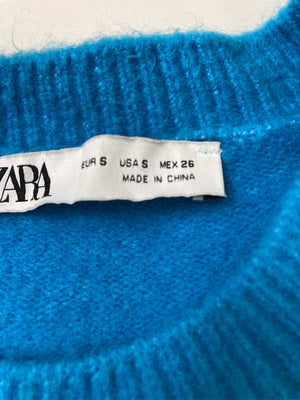 ZARA
EUR S USA S MEX 26
MADE IN CHINA